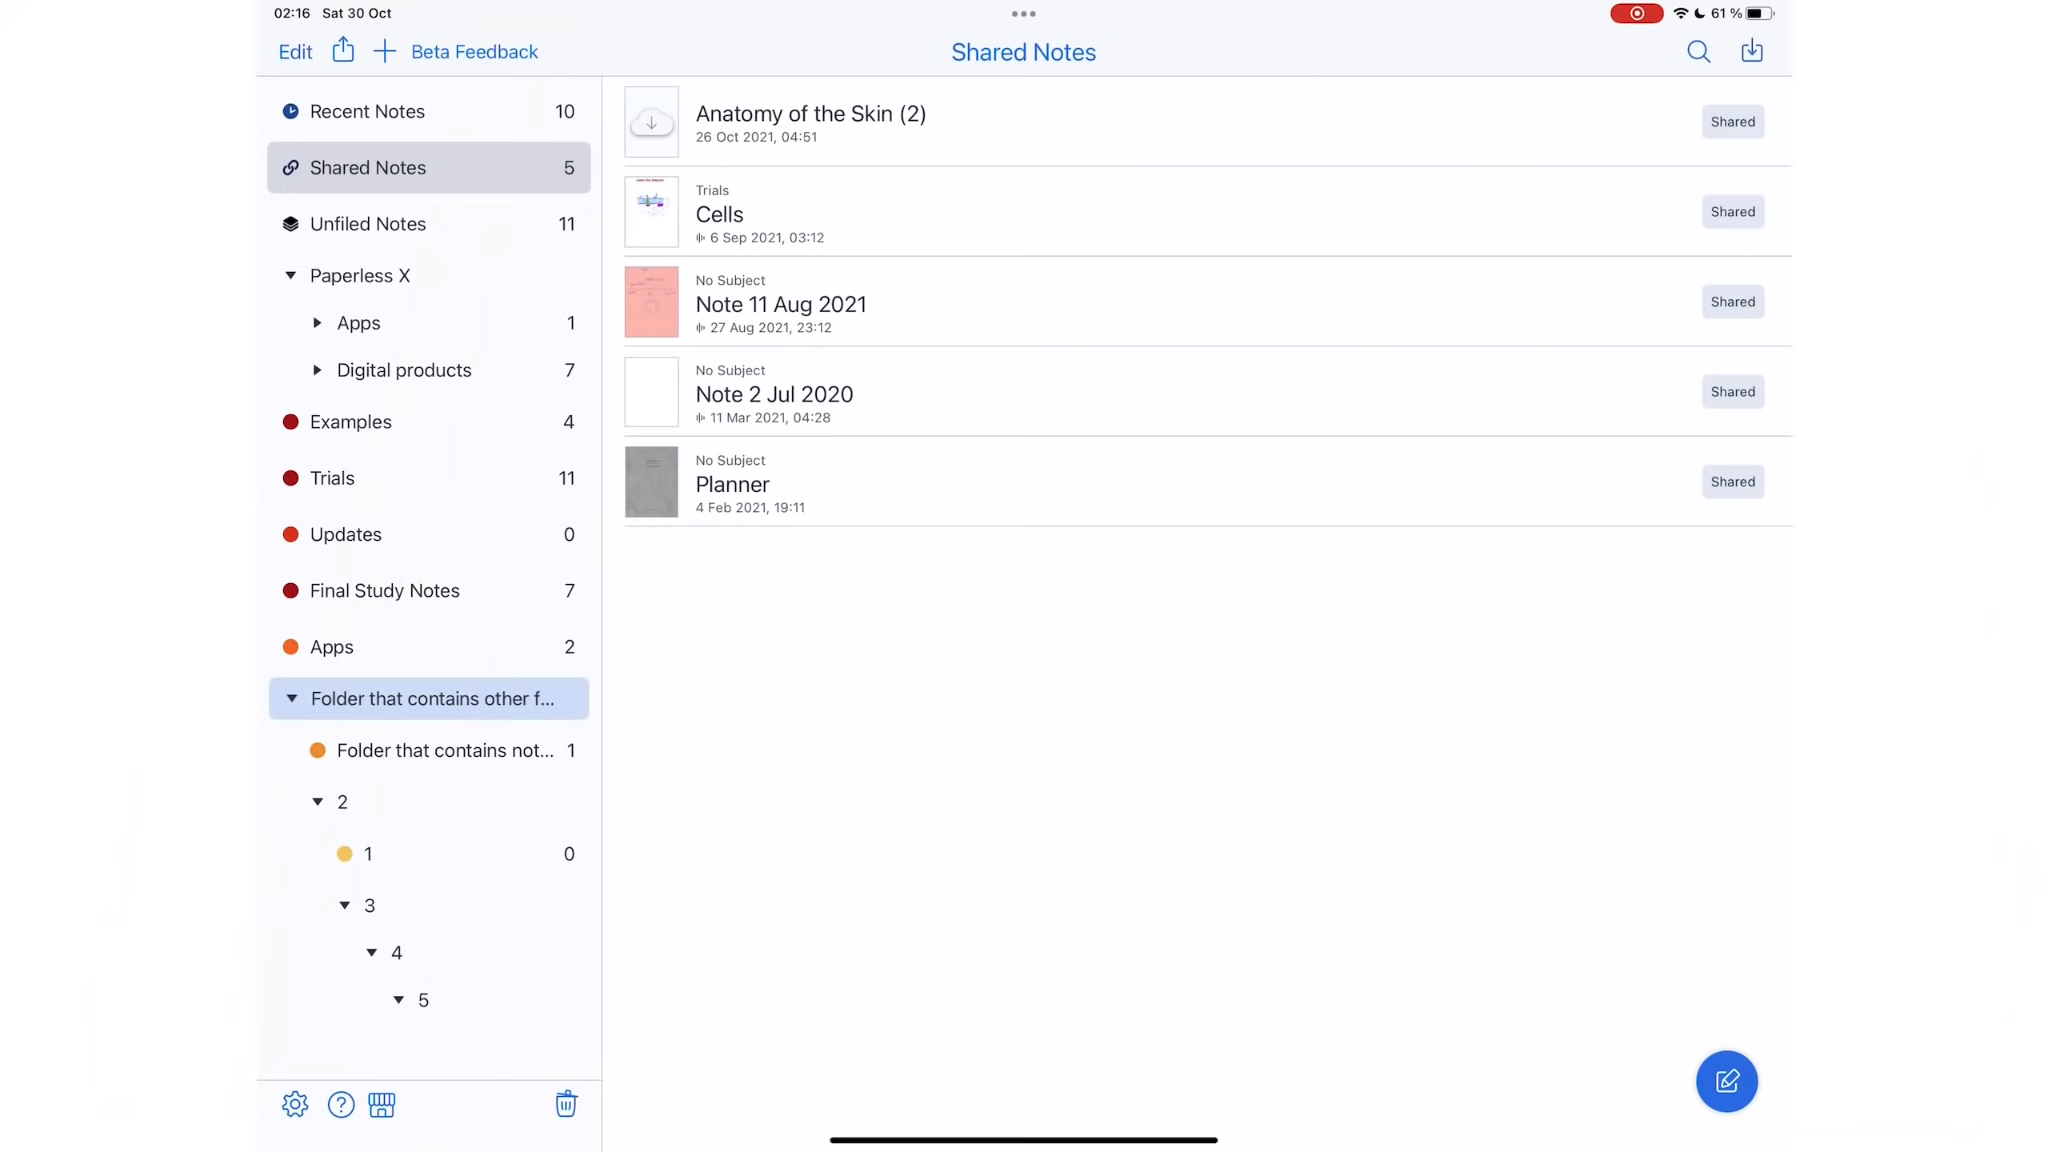 02:16 Sat 30 Oct
61 %
Edit
Beta Feedback
Shared Notes
Recent Notes 10
Shared Notes 5
Unfiled Notes 11
Paperless X
Apps 1
Digital products 7
Examples 4
Trials 11
Updates 0
Final Study Notes 7
Apps 2
Folder that contains other f...
Folder that contains not... 1
2
1 0
3
4
5
Anatomy of the Skin (2)
26 Oct 2021, 04:51
Shared
Trials
Cells
6 Sep 2021, 03:12
Shared
No Subject
Note 11 Aug 2021
27 Aug 2021, 23:12
Shared
No Subject
Note 2 Jul 2020
11 Mar 2021, 04:28
Shared
No Subject
Planner
4 Feb 2021, 19:11
Shared